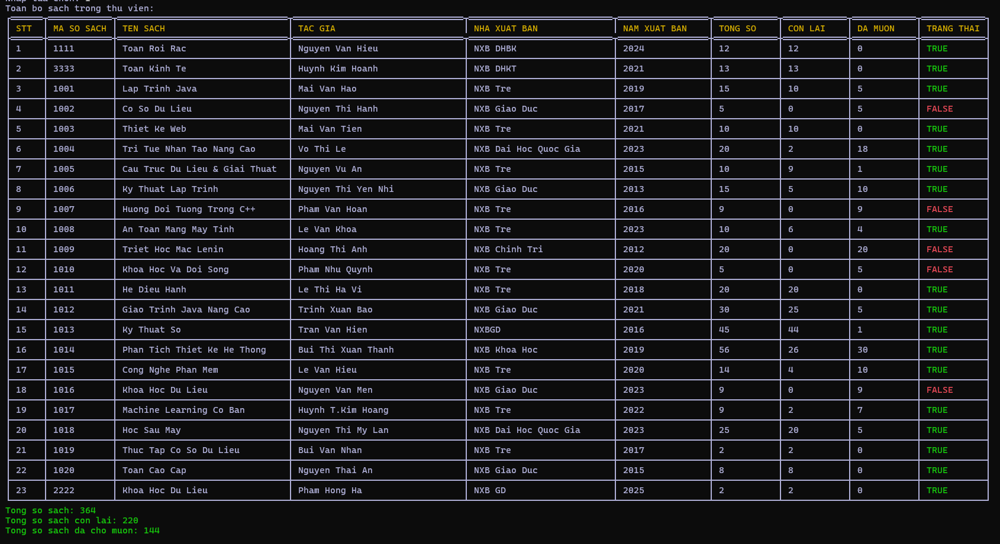 Toan bo sach trong thu vien:
STT MA SO SACH TEN SACH TAC GIA NHA XUAT BAN NAM XUAT BAN TONG SO CON LAI DA MUON TRANG THAI
1 1111 Toan Roi Rac Nguyen Van Hieu NXB DHBK 2024 12 12 0 TRUE
2 3333 Toan Kinh Te Huynh Kim Hoanh NXB DHKT 2021 13 13 0 TRUE
3 1001 Lap Trinh Java Mai Van Hao NXB Tre 2019 15 10 5 TRUE
4 1002 Co So Du Lieu Nguyen Thi Hanh NXB Giao Duc 2017 5 0 5 FALSE
5 1003 Thiet Ke Web Mai Van Tien NXB Tre 2021 10 10 0 TRUE
6 1004 Tri Tue Nhan Tao Nang Cao Vo Thi Le NXB Dai Hoc Quoc Gia 2023 20 2 18 TRUE
7 1005 Cau Truc Du Lieu & Giai Thuat Nguyen Vu An NXB Tre 2015 10 9 1 TRUE
8 1006 Ky Thuat Lap Trinh Nguyen Thi Yen Nhi NXB Giao Duc 2013 15 5 10 TRUE
9 1007 Huong Doi Tuong Trong C++ Pham Van Hoan NXB Tre 2016 9 0 9 FALSE
10 1008 An Toan Mang May Tinh Le Van Khoa NXB Tre 2023 10 6 4 TRUE
11 1009 Triet Hoc Mac Lenin Hoang Thi Anh NXB Chinh Tri 2012 20 0 20 FALSE
12 1010 Khoa Hoc Va Doi Song Pham Nhu Quynh NXB Tre 2020 5 0 5 FALSE
13 1011 He Dieu Hanh Le Thi Ha Vi NXB Tre 2018 20 20 0 TRUE
14 1012 Giao Trinh Java Nang Cao Trinh Xuan Bao NXB Giao Duc 2021 30 25 5 TRUE
15 1013 Ky Thuat So Tran Van Hien NXBGD 2016 45 44 1 TRUE
16 1014 Phan Tich Thiet Ke He Thong Bui Thi Xuan Thanh NXB Khoa Hoc 2019 56 26 30 TRUE
17 1015 Cong Nghe Phan Mem Le Van Hieu NXB Tre 2020 14 4 10 TRUE
18 1016 Khoa Hoc Du Lieu Nguyen Van Men NXB Giao Duc 2023 9 0 9 FALSE
19 1017 Machine Learning Co Ban Huynh T.Kim Hoang NXB Tre 2022 9 2 7 TRUE
20 1018 Hoc Sau May Nguyen Thi My Lan NXB Dai Hoc Quoc Gia 2023 25 20 5 TRUE
21 1019 Thuc Tap Co So Du Lieu Bui Van Nhan NXB Tre 2017 2 2 0 TRUE
22 1020 Toan Cao Cap Nguyen Thai An NXB Giao Duc 2015 8 8 0 TRUE
23 2222 Khoa Hoc Du Lieu Pham Hong Ha NXB GD 2025 2 2 0 TRUE
Tong so sach: 364
Tong so sach con lai: 220
Tong so sach da cho muon: 144